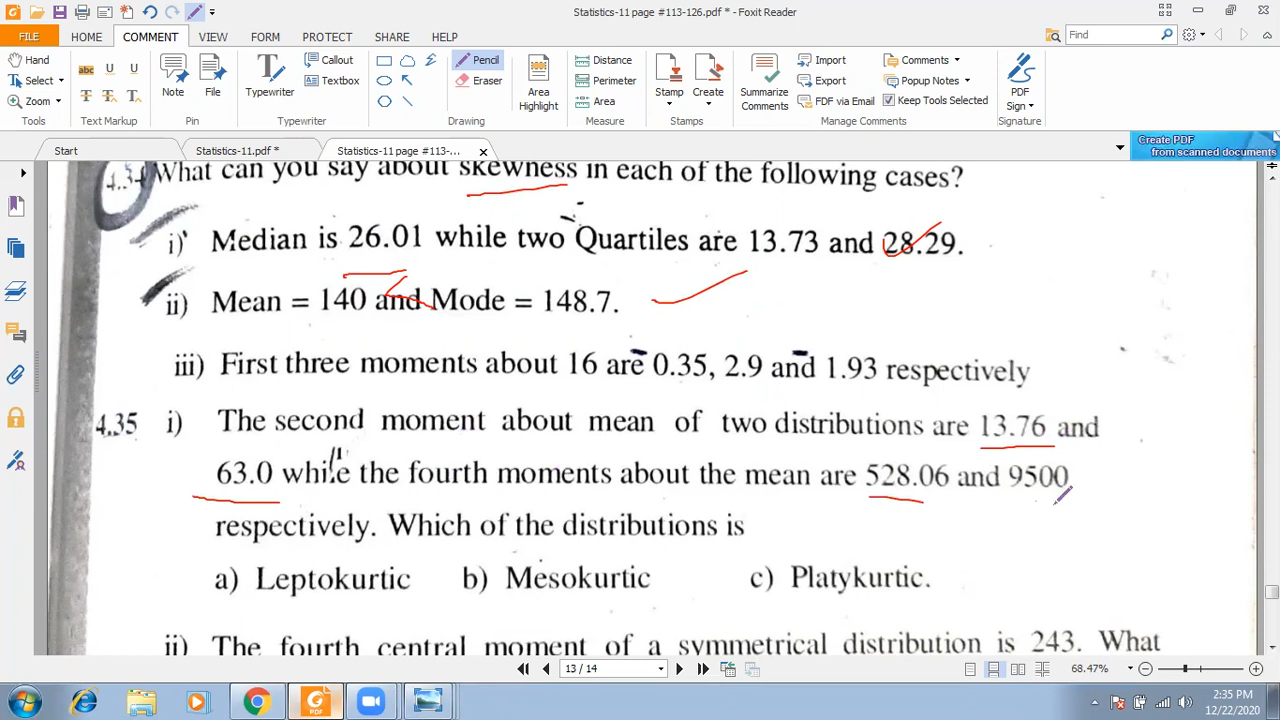 Statistics-11 page #113-126.pdf * - Foxit Reader
FILE HOME COMMENT VIEW FORM PROTECT SHARE HELP Find
Hand Select Zoom Tools
abc U U T T T Text Markup
Note File Pin
Typewriter Callout Textbox Typewriter
Pencil Eraser Drawing
Area Highlight Distance Perimeter Area Measure
Stamp Create Stamps
Summarize Comments Import Export FDF via Email Comments Popup Notes Keep Tools Selected Manage Comments
PDF Sign Signature
Start Statistics-11.pdf * Statistics-11 page #113-... Create PDF
from scanned documents
4.34 What can you say about skewness in each of the following cases?
i) Median is 26.01 while two Quartiles are 13.73 and 28.29.
ii) Mean = 140 and Mode = 148.7.
iii) First three moments about 16 are 0.35, 2.9 and 1.93 respectively
4.35 i) The second moment about mean of two distributions are 13.76 and
63.0 while the fourth moments about the mean are 528.06 and 9500
respectively. Which of the distributions is
a) Leptokurtic b) Mesokurtic c) Platykurtic.
ii) The fourth central moment of a symmetrical distribution is 243. What
13 / 14 68.47%
2:35 PM
12/22/2020